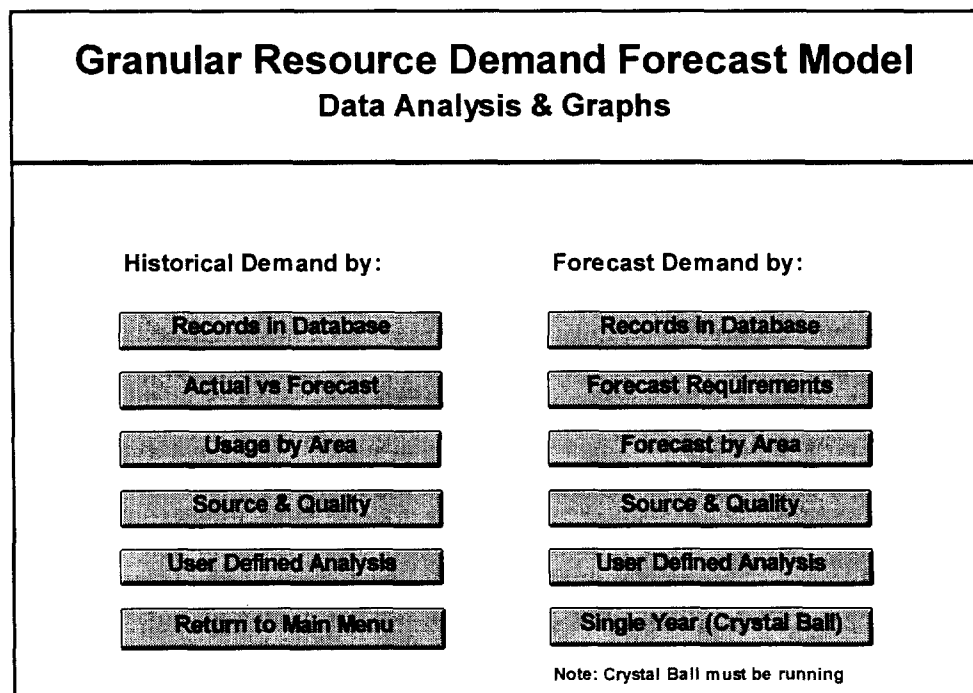 Granular Resource Demand Forecast Model
Data Analysis & Graphs
Historical Demand by:
Records in Database
Actual vs Forecast
Usage by Area
Source & Quality
User Defined Analysis
Return to Main Menu
Forecast Demand by:
Records in Database
Forecast Requirements
Forecast by Area
Source & Quality
User Defined Analysis
Single Year (Crystal Ball)
Note: Crystal Ball must be running